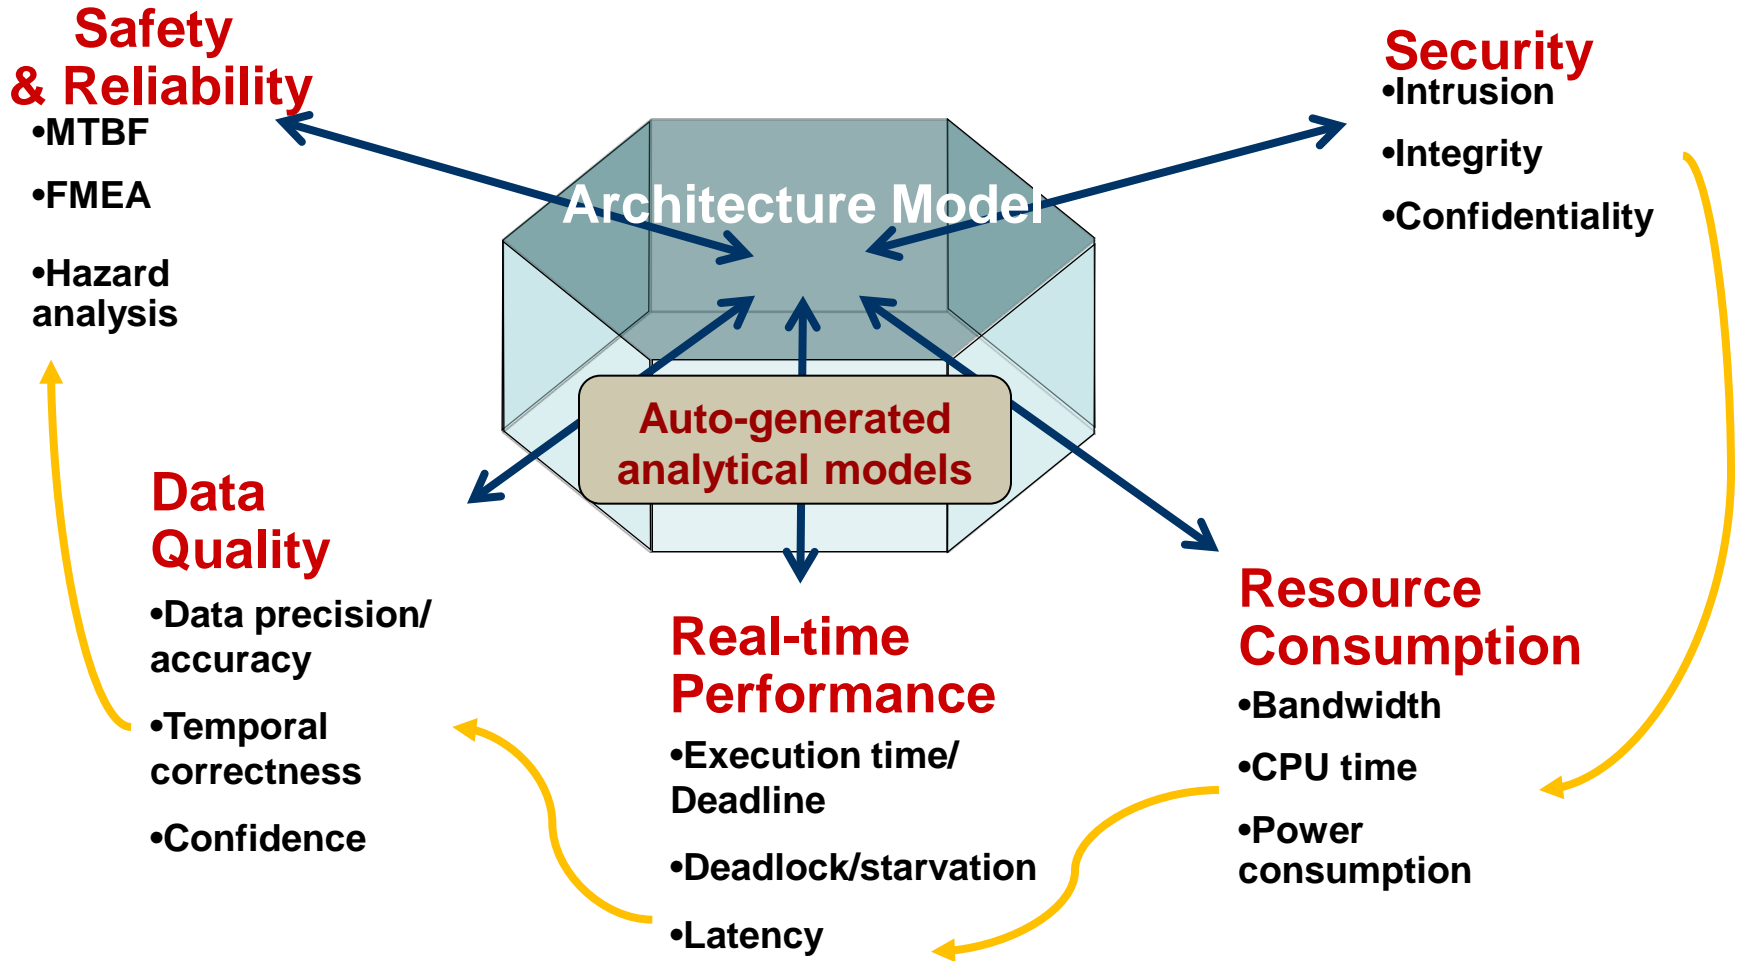 Safety
& Reliability
•MTBF
•FMEA
•Hazard
analysis
Security
•Intrusion
•Integrity
•Confidentiality
Architecture Model
Auto-generated
analytical models
Data
Quality
•Data precision/
accuracy
•Temporal
correctness
•Confidence
Real-time
Performance
•Execution time/
Deadline
•Deadlock/starvation
•Latency
Resource
Consumption
•Bandwidth
•CPU time
•Power
consumption